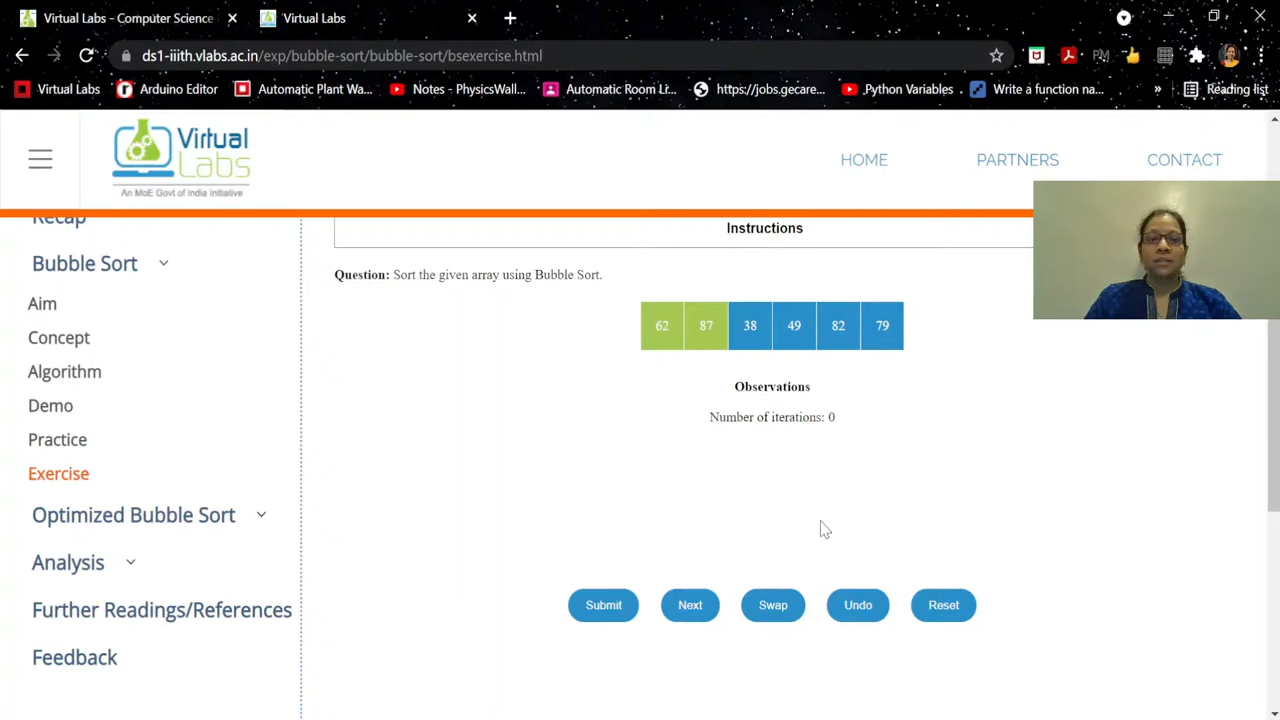 Virtual Labs - Computer Science
Virtual Labs
ds1-iiith.vlabs.ac.in/exp/bubble-sort/bubble-sort/bsexercise.html
Virtual Labs
Arduino Editor
Automatic Plant Wa...
Notes - PhysicsWall...
Automatic Room Li...
https://jobs.gecare...
Python Variables
Write a function na...
»
Reading list
Virtual
Labs
An MoE Govt of India Initiative
HOME
PARTNERS
CONTACT
Recap
Bubble Sort
Aim
Concept
Algorithm
Demo
Practice
Exercise
Optimized Bubble Sort
Analysis
Further Readings/References
Feedback
Instructions
Question: Sort the given array using Bubble Sort.
62 87 38 49 82 79
Observations
Number of iterations: 0
Submit
Next
Swap
Undo
Reset